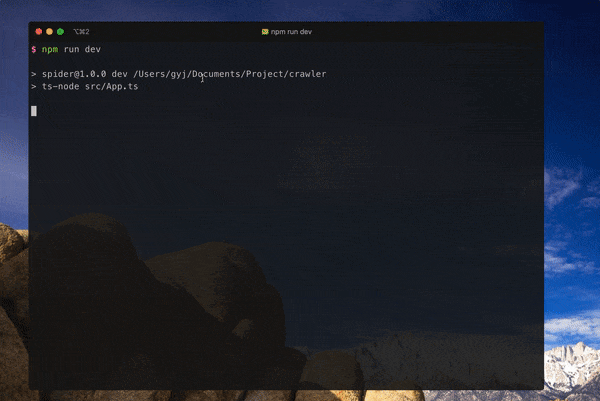 ⌥⌘2
npm run dev
$ npm run dev
> spider@1.0.0 dev /Users/gyj/Documents/Project/crawler
> ts-node src/App.ts